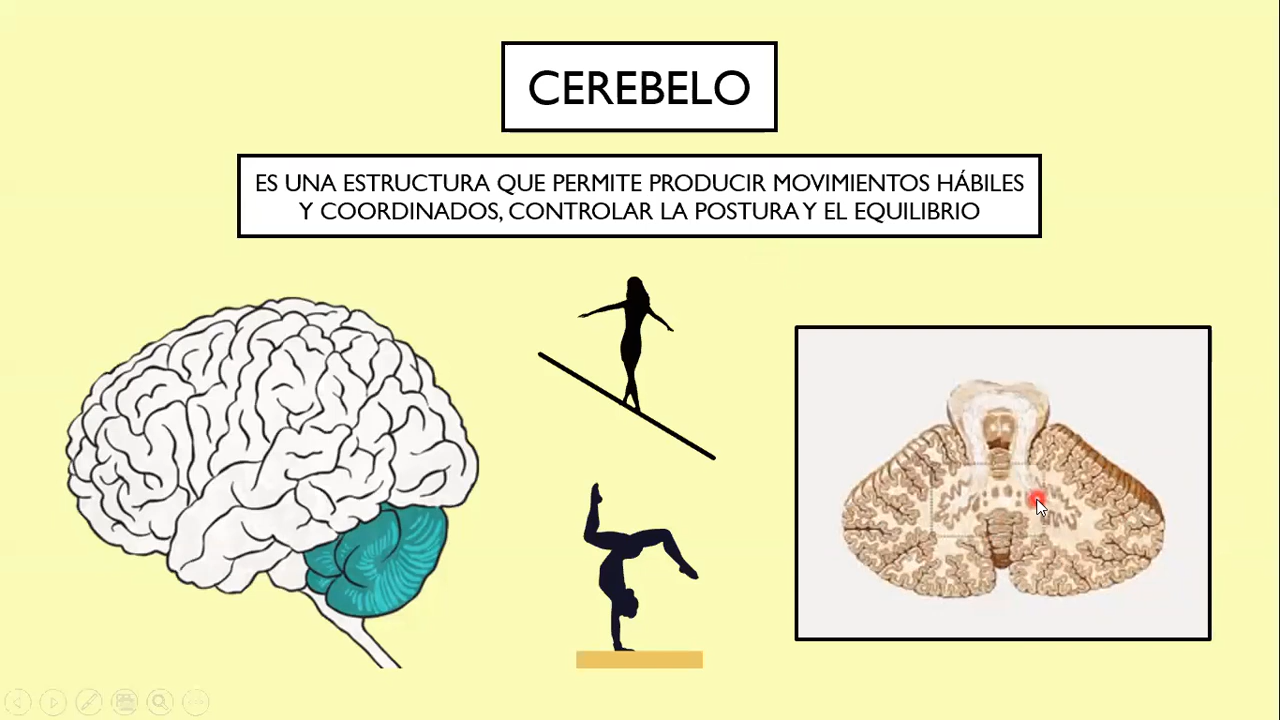 CEREBELO
ES UNA ESTRUCTURA QUE PERMITE PRODUCIR MOVIMIENTOS HÁBILES
Y COORDINADOS, CONTROLAR LA POSTURA Y EL EQUILIBRIO